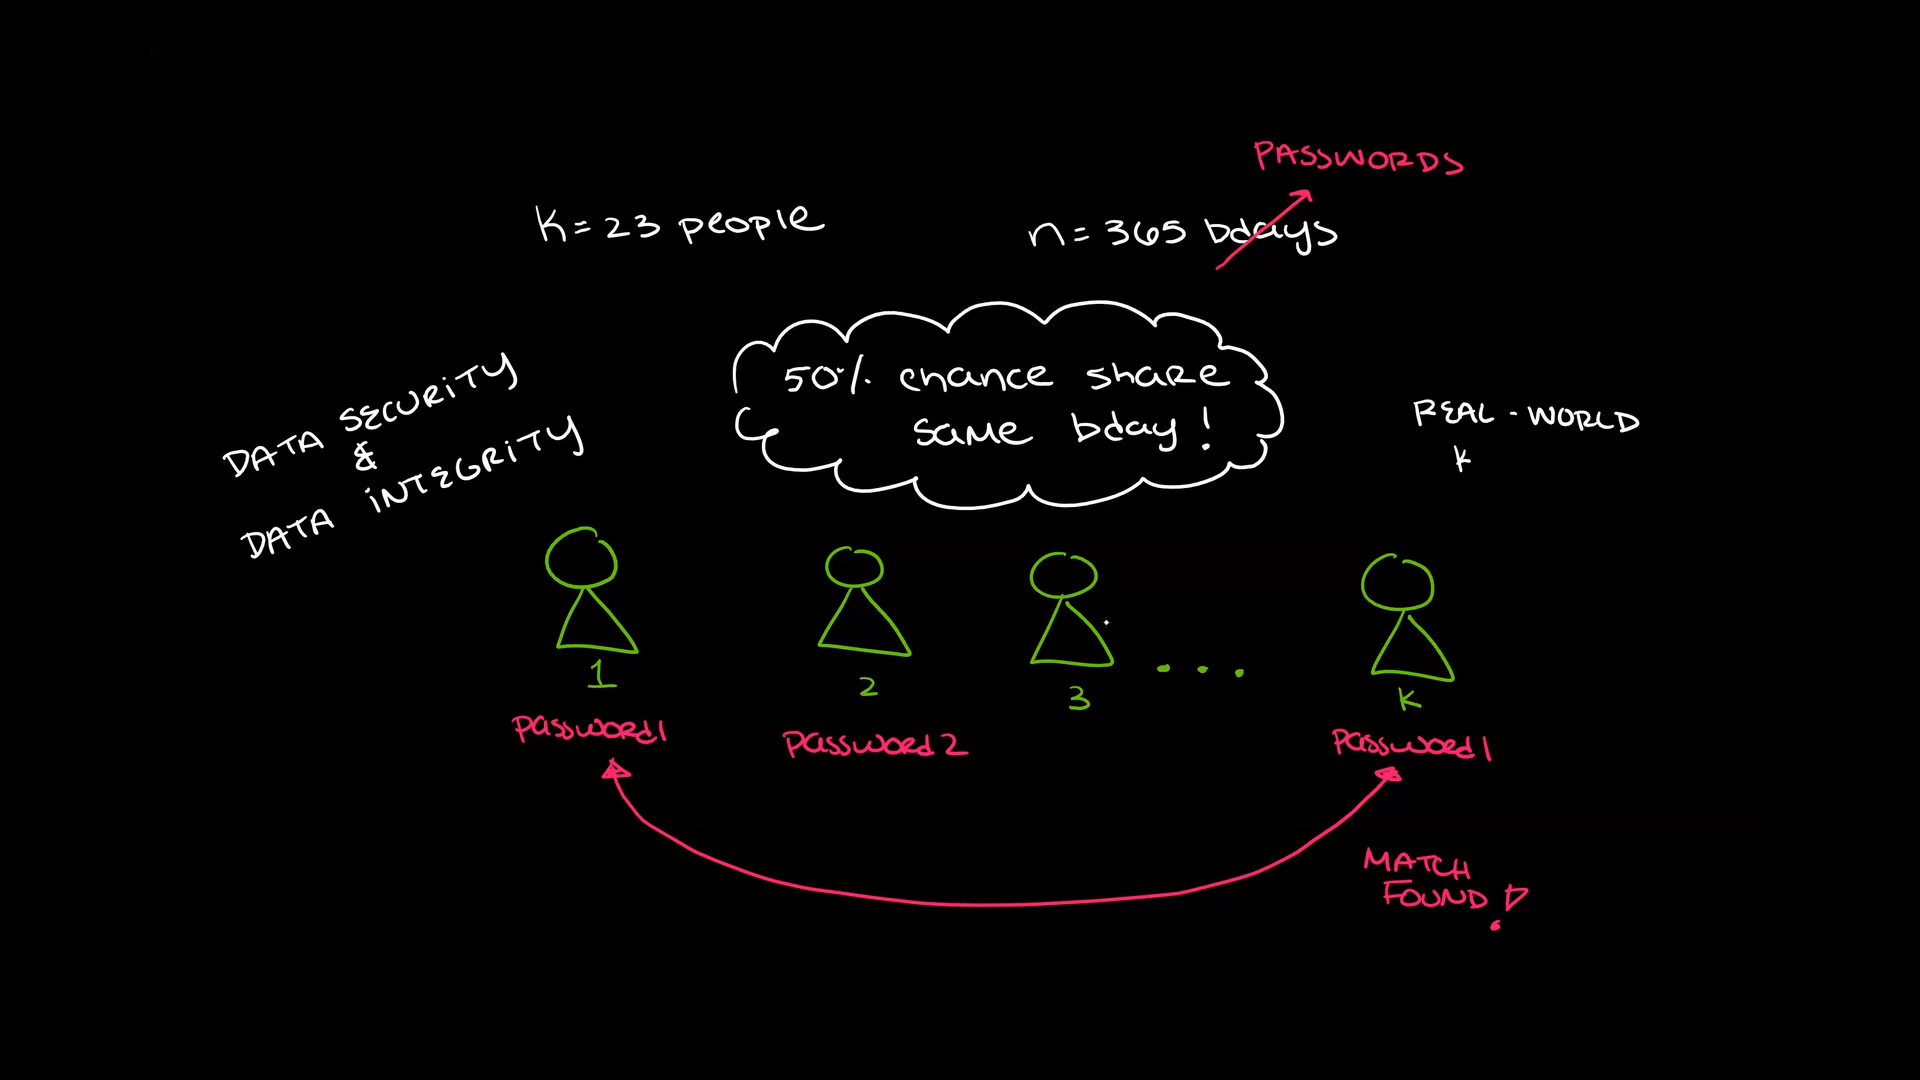 PASSWORDS
K = 23 people
n = 365 bdays
50% chance share
same bday !
DATA SECURITY
&
DATA INTEGRITY
REAL - WORLD
K
1
2
3
K
password1
password2
password1
MATCH
FOUND !